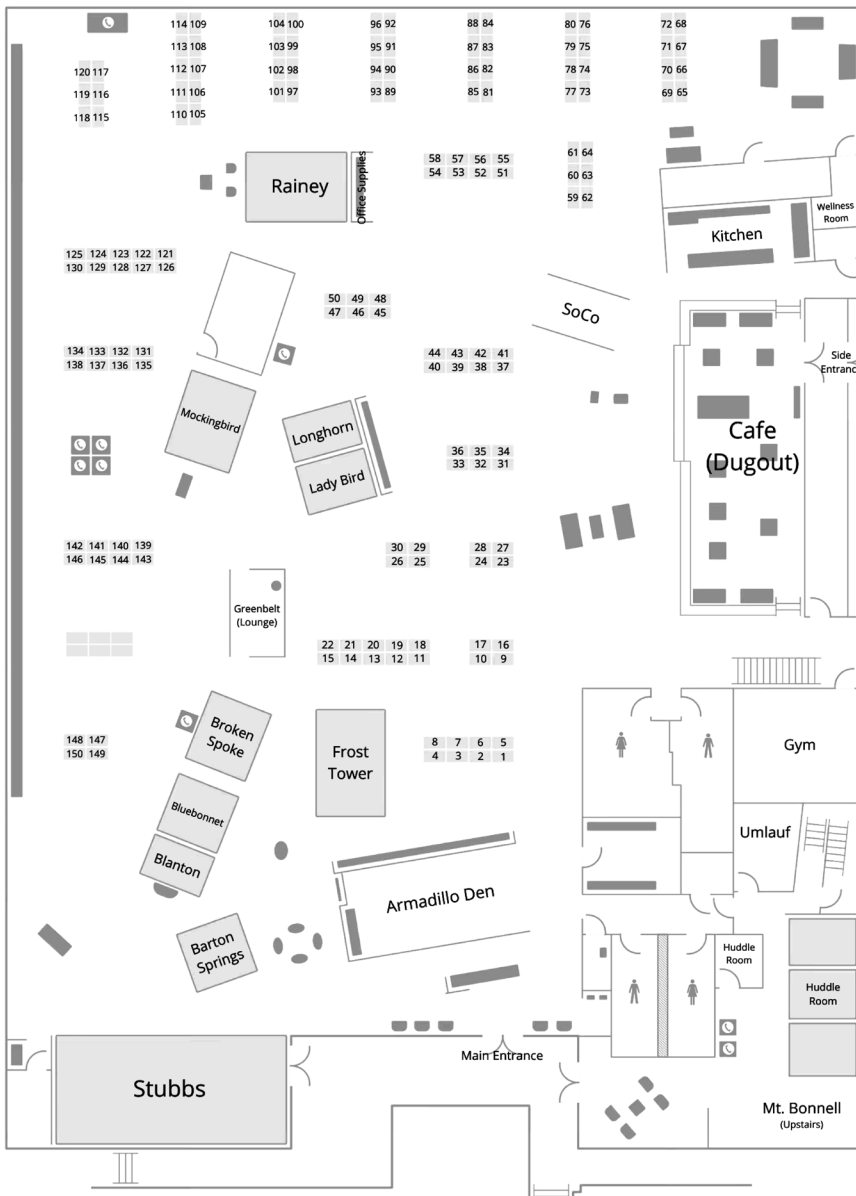 114 109 104 100 96 92 88 84 80 76 72 68
113 108 103 99 95 91 87 83 79 75 71 67
112 107 102 98 94 90 86 82 78 74 70 66
120 117
111 106 101 97 93 89 85 81 77 73 69 65
119 116
110 105
118 115
58 57 56 55
54 53 52 51
61 64
60 63
59 62
Rainey
Office Supplies
Wellness
Room
Kitchen
125 124 123 122 121
130 129 128 127 126
50 49 48
47 46 45
SoCo
134 133 132 131
138 137 136 135
44 43 42 41
40 39 38 37
Side
Entranc
Mockingbird
Longhorn
Lady Bird
Cafe
(Dugout)
36 35 34
33 32 31
142 141 140 139
146 145 144 143
30 29 28 27
26 25 24 23
Greenbelt
(Lounge)
22 21 20 19 18 17 16
15 14 13 12 11 10 9
148 147
150 149
Broken
Spoke
Frost
Tower
8 7 6 5
4 3 2 1
Gym
Bluebonnet
Umlauf
Blanton
Armadillo Den
Barton
Springs
Huddle
Room
Huddle
Room
Main Entrance
Stubbs
Mt. Bonnell
(Upstairs)